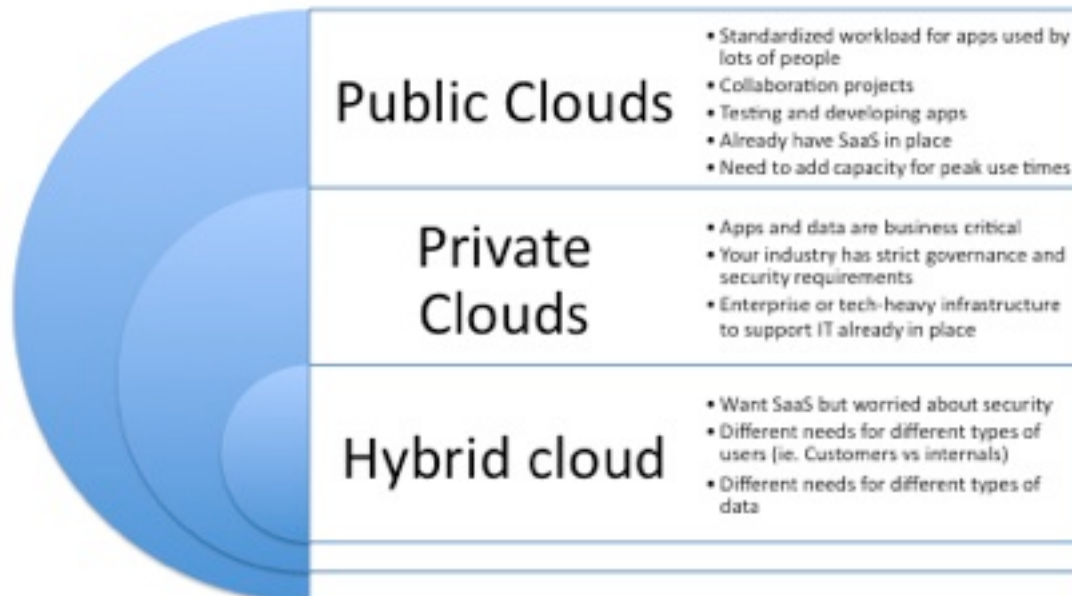 Public Clouds
• Standardized workload for apps used by
lots of people
• Collaboration projects
• Testing and developing apps
• Already have SaaS in place
• Need to add capacity for peak use times
Private
Clouds
• Apps and data are business critical
• Your industry has strict governance and
security requirements
• Enterprise or tech-heavy infrastructure
to support IT already in place
Hybrid cloud
• Want SaaS but worried about security
• Different needs for different types of
users (ie. Customers vs internals)
• Different needs for different types of
data